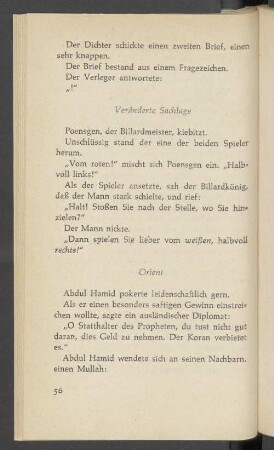 Der Dichter schickte einen zweiten Brief, einen
sehr knappen.
Der Brief bestand aus einem Fragezeichen.
Der Verleger antwortete:
„!“
Veränderte Sachlage
Poensgen, der Billardmeister, kiebitzt.
Unschlüssig stand der eine der beiden Spieler
herum.
„Vom roten!“ mischt sich Poensgen ein. „Halb-
voll links!“
Als der Spieler ansetzte, sah der Billardkönig,
daß der Mann stark schielte, und rief:
„Halt! Stoßen Sie nach der Stelle, wo Sie hin-
zielen?“
Der Mann nickte.
„Dann spielen Sie lieber vom weißen, halbvoll
rechts!“
Orient
Abdul Hamid pokerte leidenschaftlich gern.
Als er einen besonders saftigen Gewinn einstrei-
chen wollte, sagte ein ausländischer Diplomat:
„O Statthalter des Propheten, du tust nicht gut
daran, dies Geld zu nehmen. Der Koran verbietet
es.“
Abdul Hamid wendete sich an seinen Nachbarn,
einen Mullah:
56